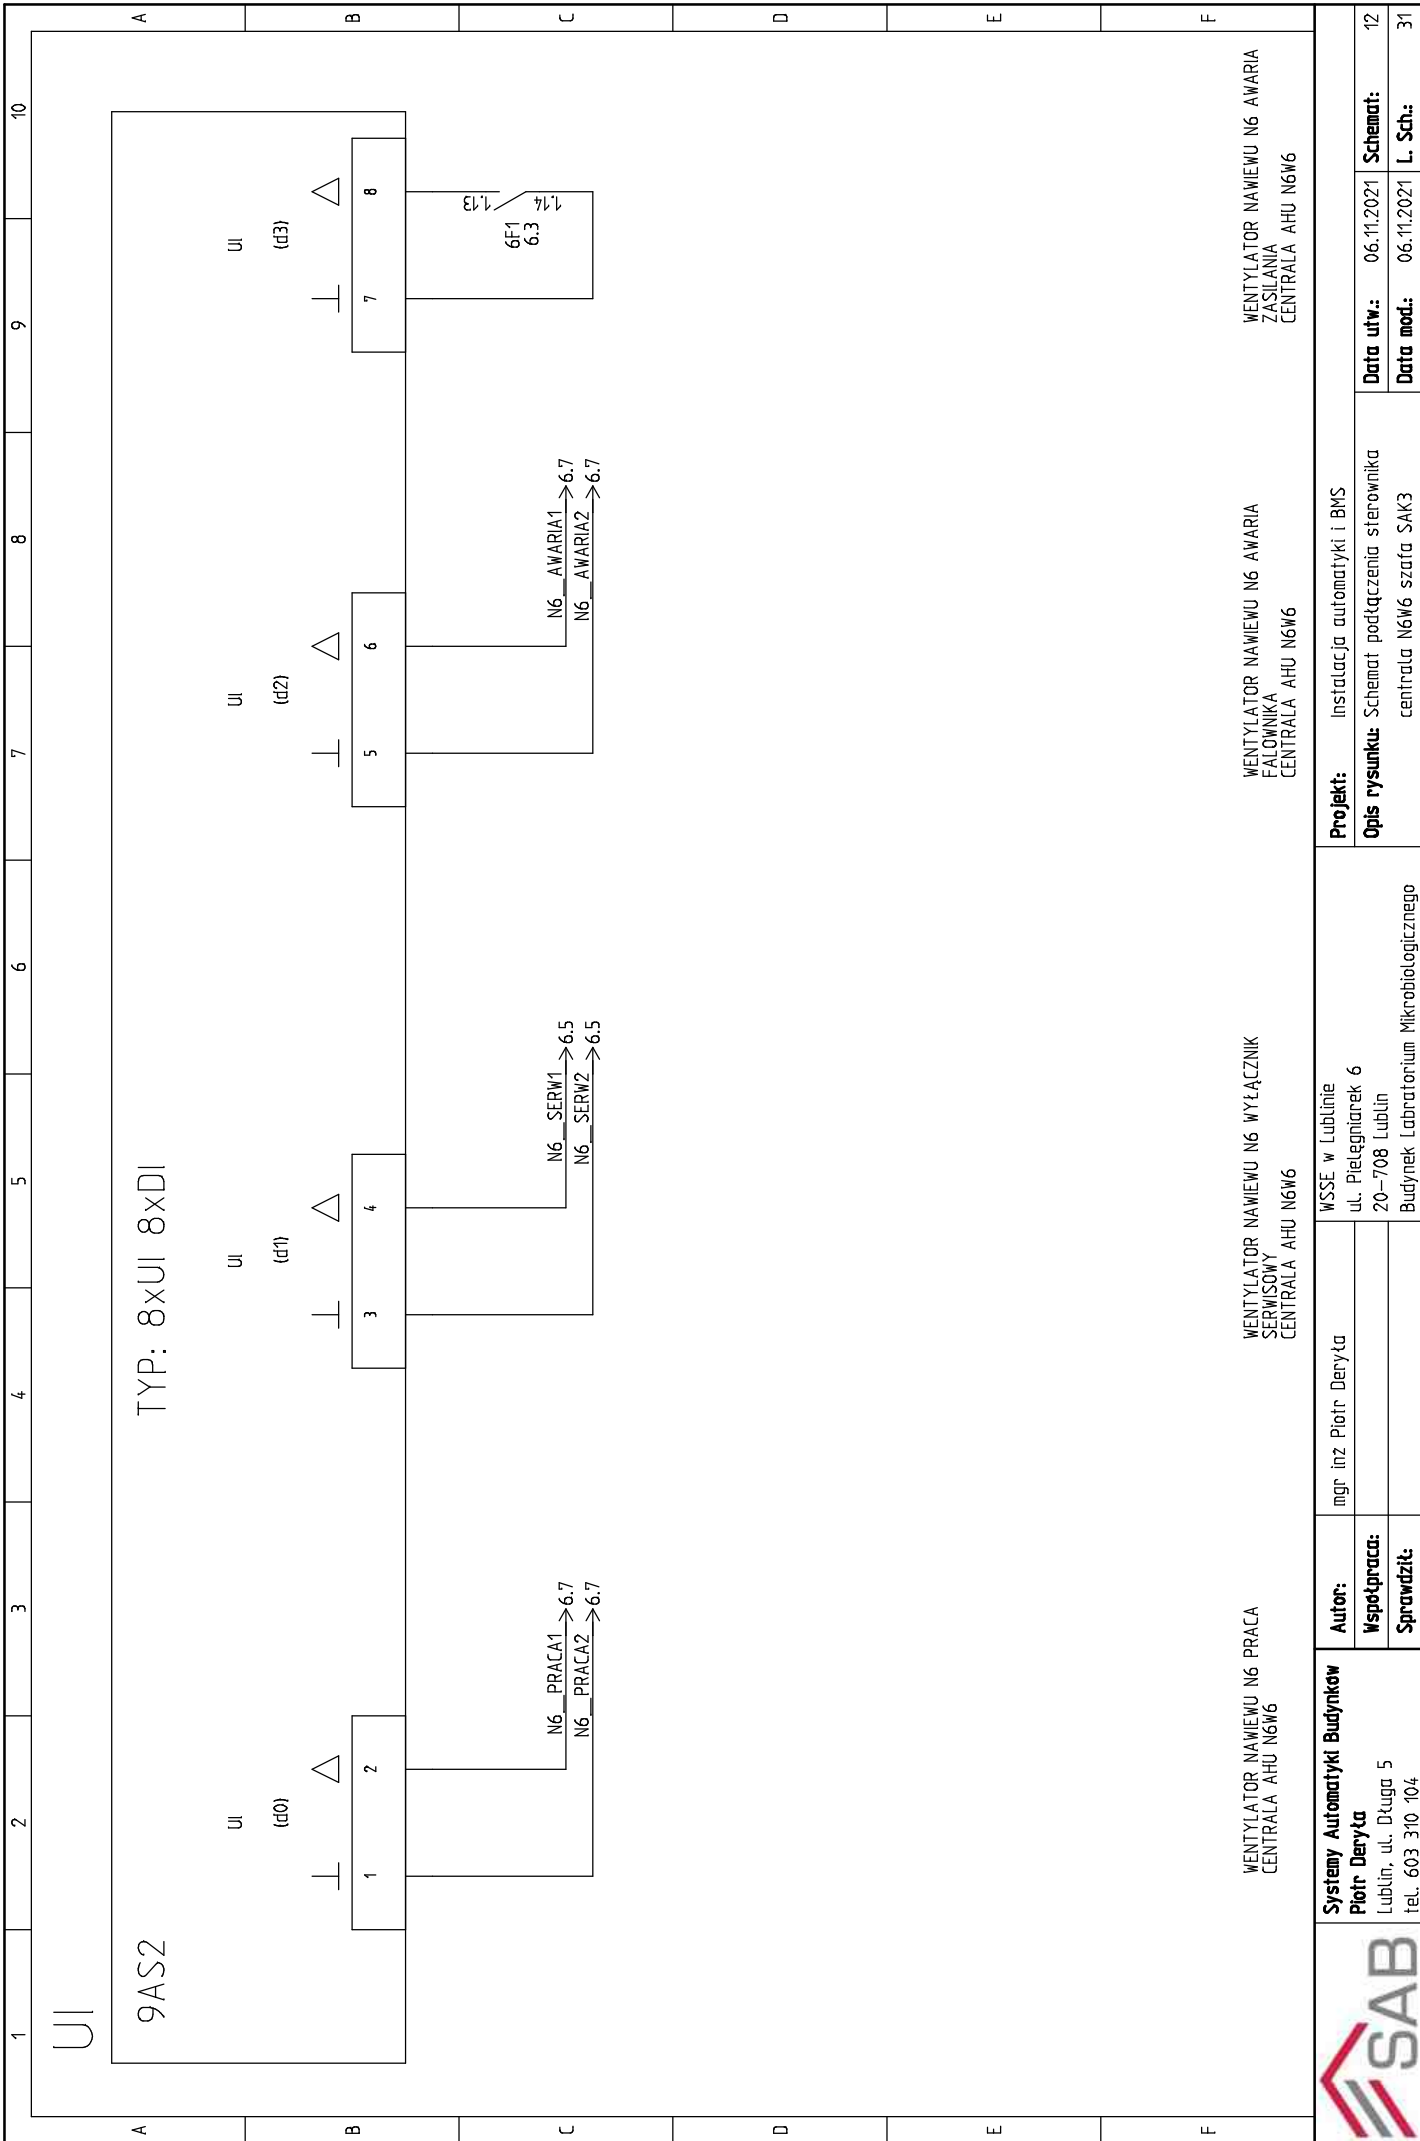 1 2 3 4 5 6 7 8 9 10
A
B
C
D
E
F
A
B
C
D
E
F
UI
9AS2
TYP: 8xUI 8xDI
UI
(d0)
1 2
N6_PRACA1 6.7
N6_PRACA2 6.7
UI
(d1)
3 4
N6_SERW1 6.5
N6_SERW2 6.5
UI
(d2)
5 6
N6_AWARIA1 6.7
N6_AWARIA2 6.7
UI
(d3)
7 8
1.13
6F1
6.3
1.14
WENTYLATOR NAWIEWU N6 PRACA
CENTRALA AHU N6W6
WENTYLATOR NAWIEWU N6 WYŁĄCZNIK
SERWISOWY
CENTRALA AHU N6W6
WENTYLATOR NAWIEWU N6 AWARIA
FALOWNIKA
CENTRALA AHU N6W6
WENTYLATOR NAWIEWU N6 AWARIA
ZASILANIA
CENTRALA AHU N6W6
SAB
Systemy Automatyki Budynków
Piotr Deryła
Lublin, ul. Długa 5
tel. 603 310 104
Autor: mgr inż Piotr Deryła
Współpraca:
Sprawdził:
WSSE w Lublinie
ul. Pielęgniarek 6
20-708 Lublin
Budynek Labratorium Mikrobiologicznego
Projekt: Instalacja automatyki i BMS
Opis rysunku: Schemat podłączenia sterownika
centrala N6W6 szafa SAK3
Data utw.: 06.11.2021 Schemat: 12
Data mod.: 06.11.2021 L. Sch.: 31